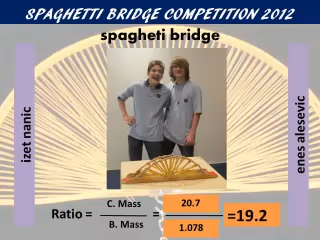 SPAGHETTI BRIDGE COMPETITION 2012
spagheti bridge
izet nanic
enes alesevic
Ratio = C. Mass / B. Mass = 20.7 / 1.078 =19.2